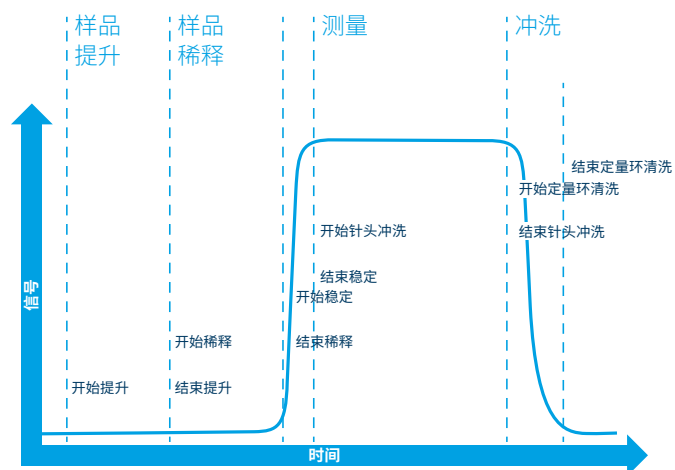 样品
提升
样品
稀释
测量
冲洗
结束定量环清洗
开始定量环清洗
开始针头冲洗
结束针头冲洗
结束稳定
开始稳定
信号
开始稀释
结束稀释
开始提升
结束提升
时间